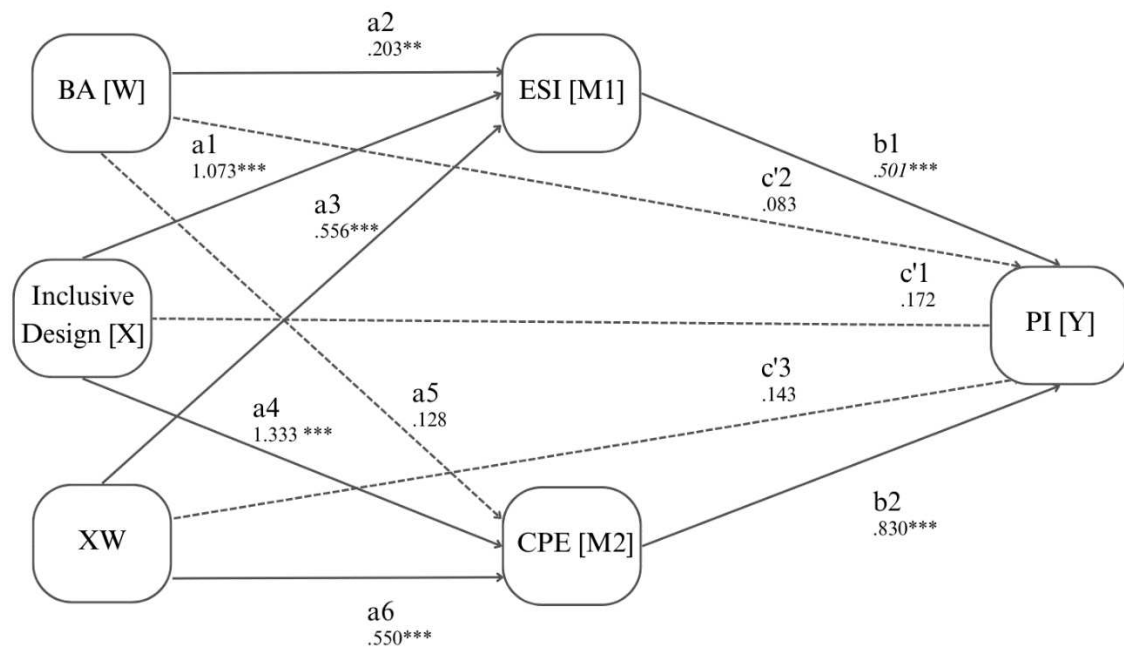 a2
.203**
BA [W]
ESI [M1]
a1
1.073***
b1
.501***
c'2
.083
a3
.556***
Inclusive
Design [X]
c'1
.172
PI [Y]
c'3
.143
a5
.128
a4
1.333 ***
XW
CPE [M2]
b2
.830***
a6
.550***